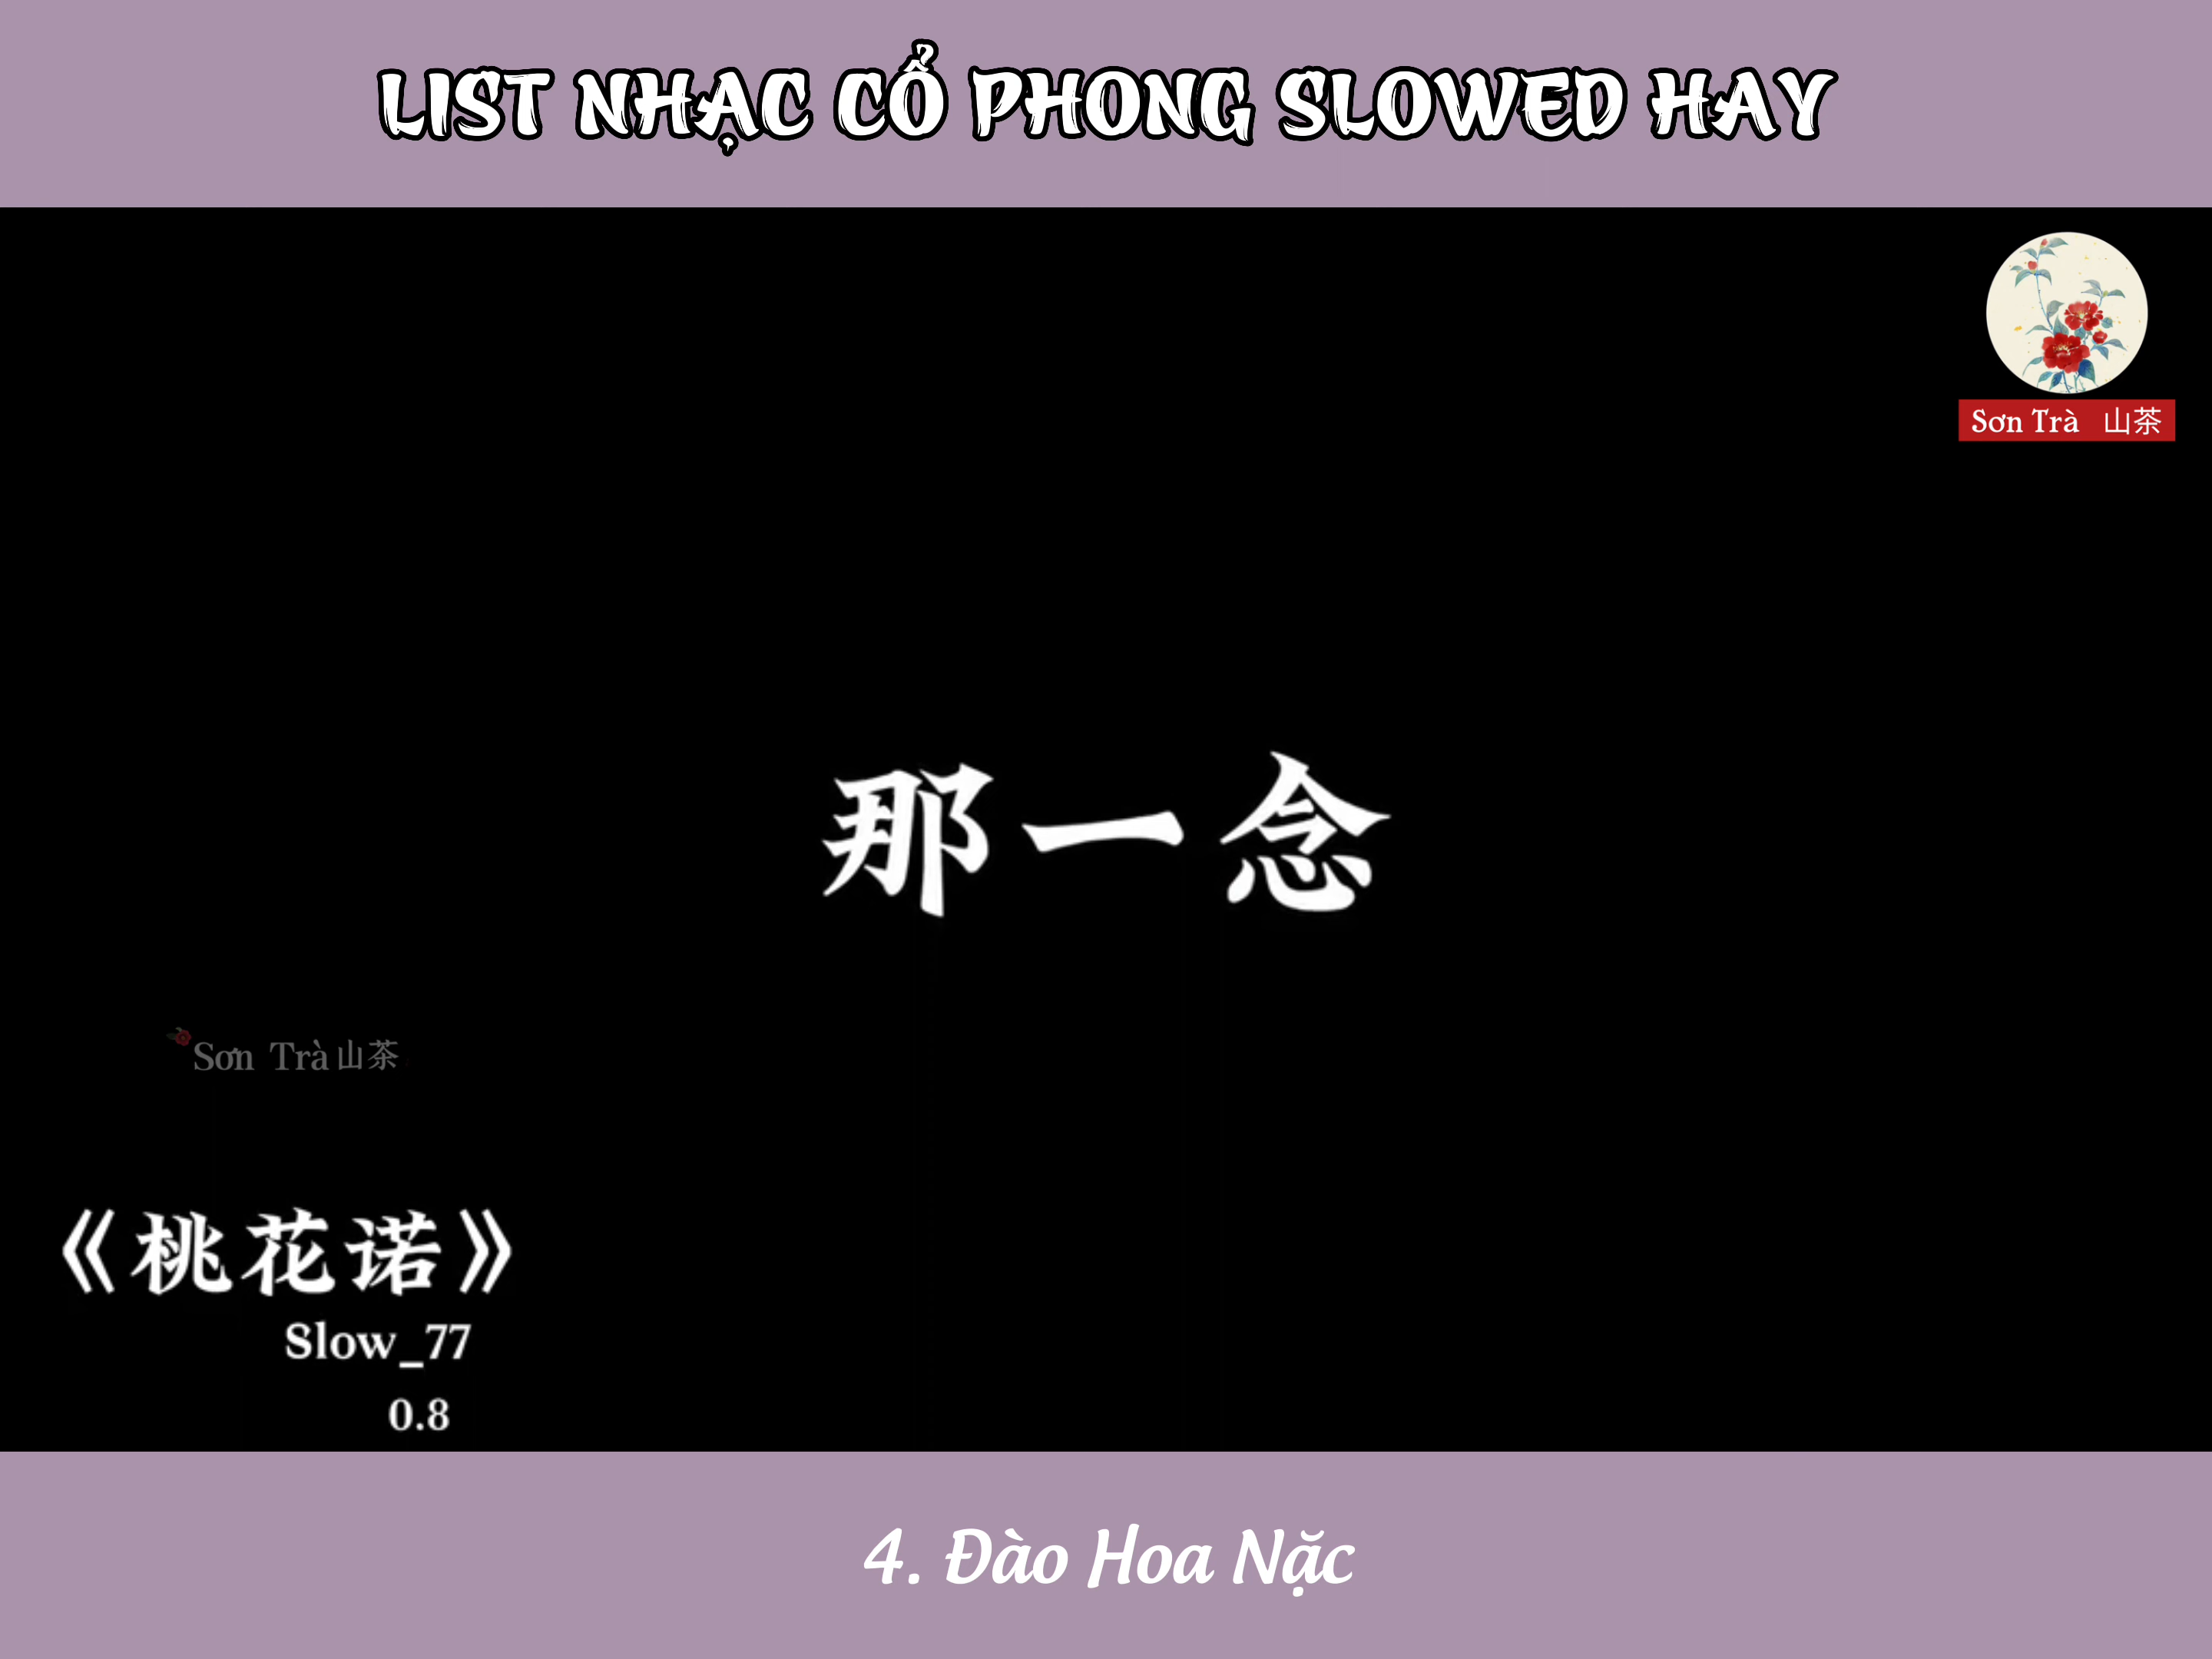 LIST NHẠC CỔ PHONG SLOWED HAY
Sơn Trà 山茶
那一念
Sơn Trà 山茶
《桃花诺》
Slow_77
0.8
4. Đào Hoa Nặc